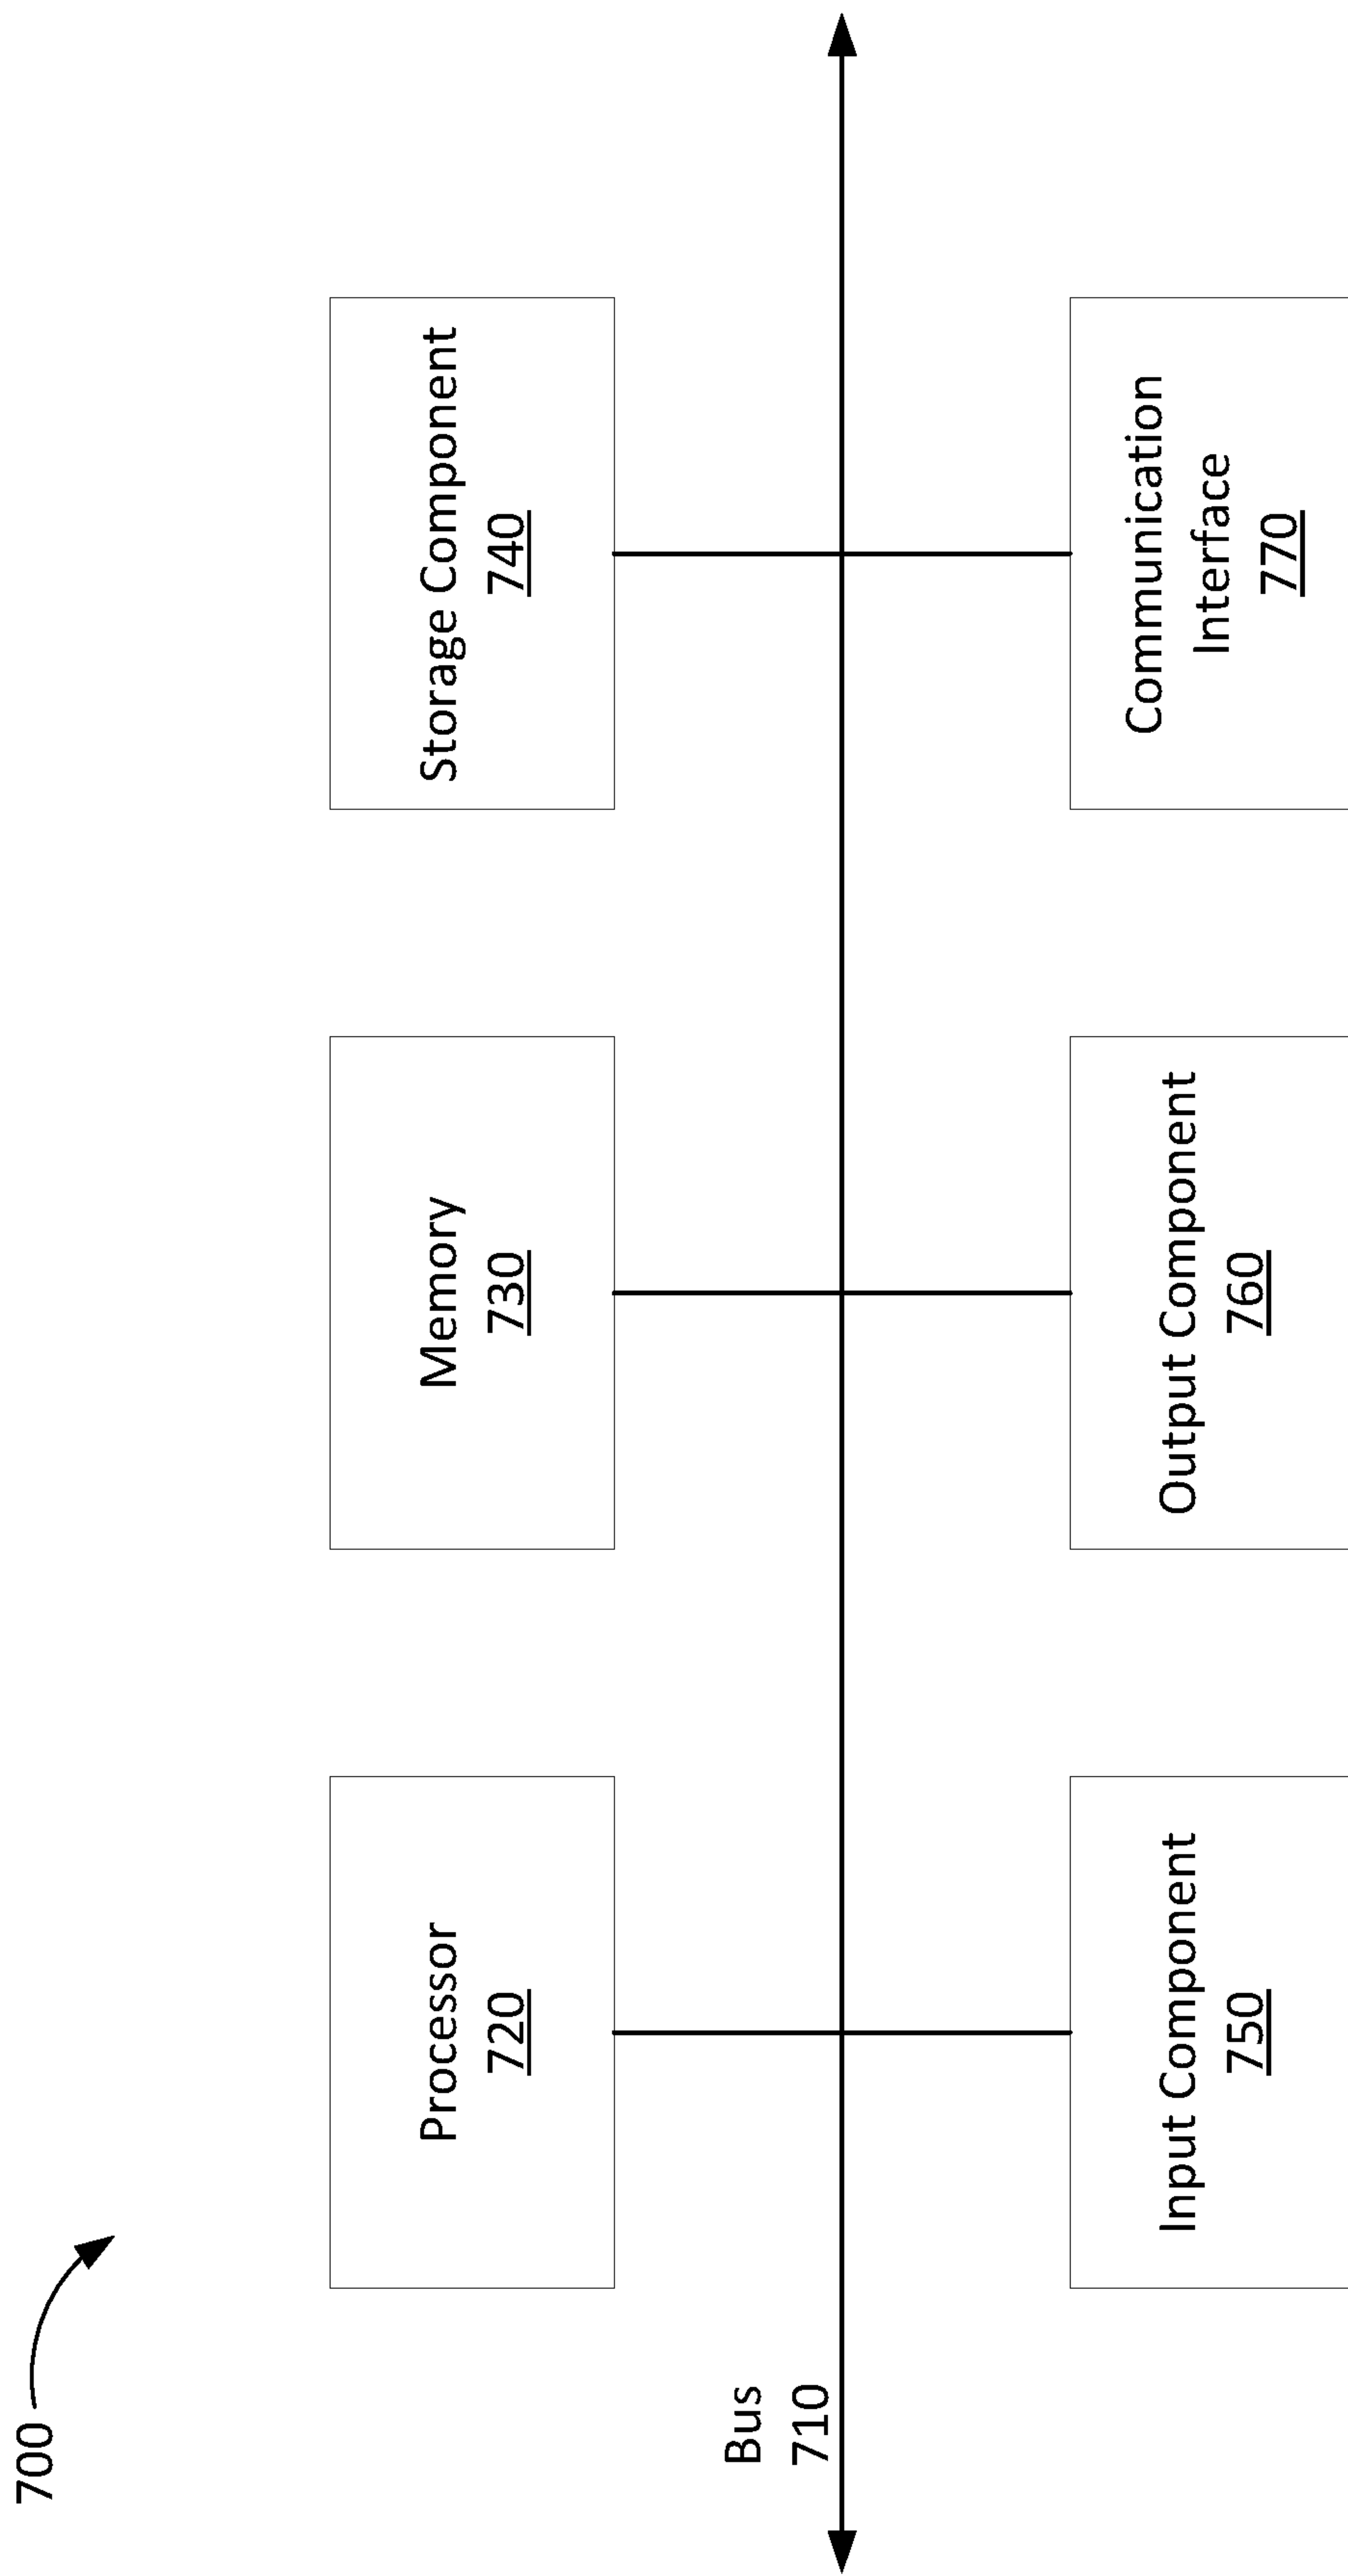 700
Processor
720
Memory
730
Storage Component
740
Bus
710
Input Component
750
Output Component
760
Communication
Interface
770